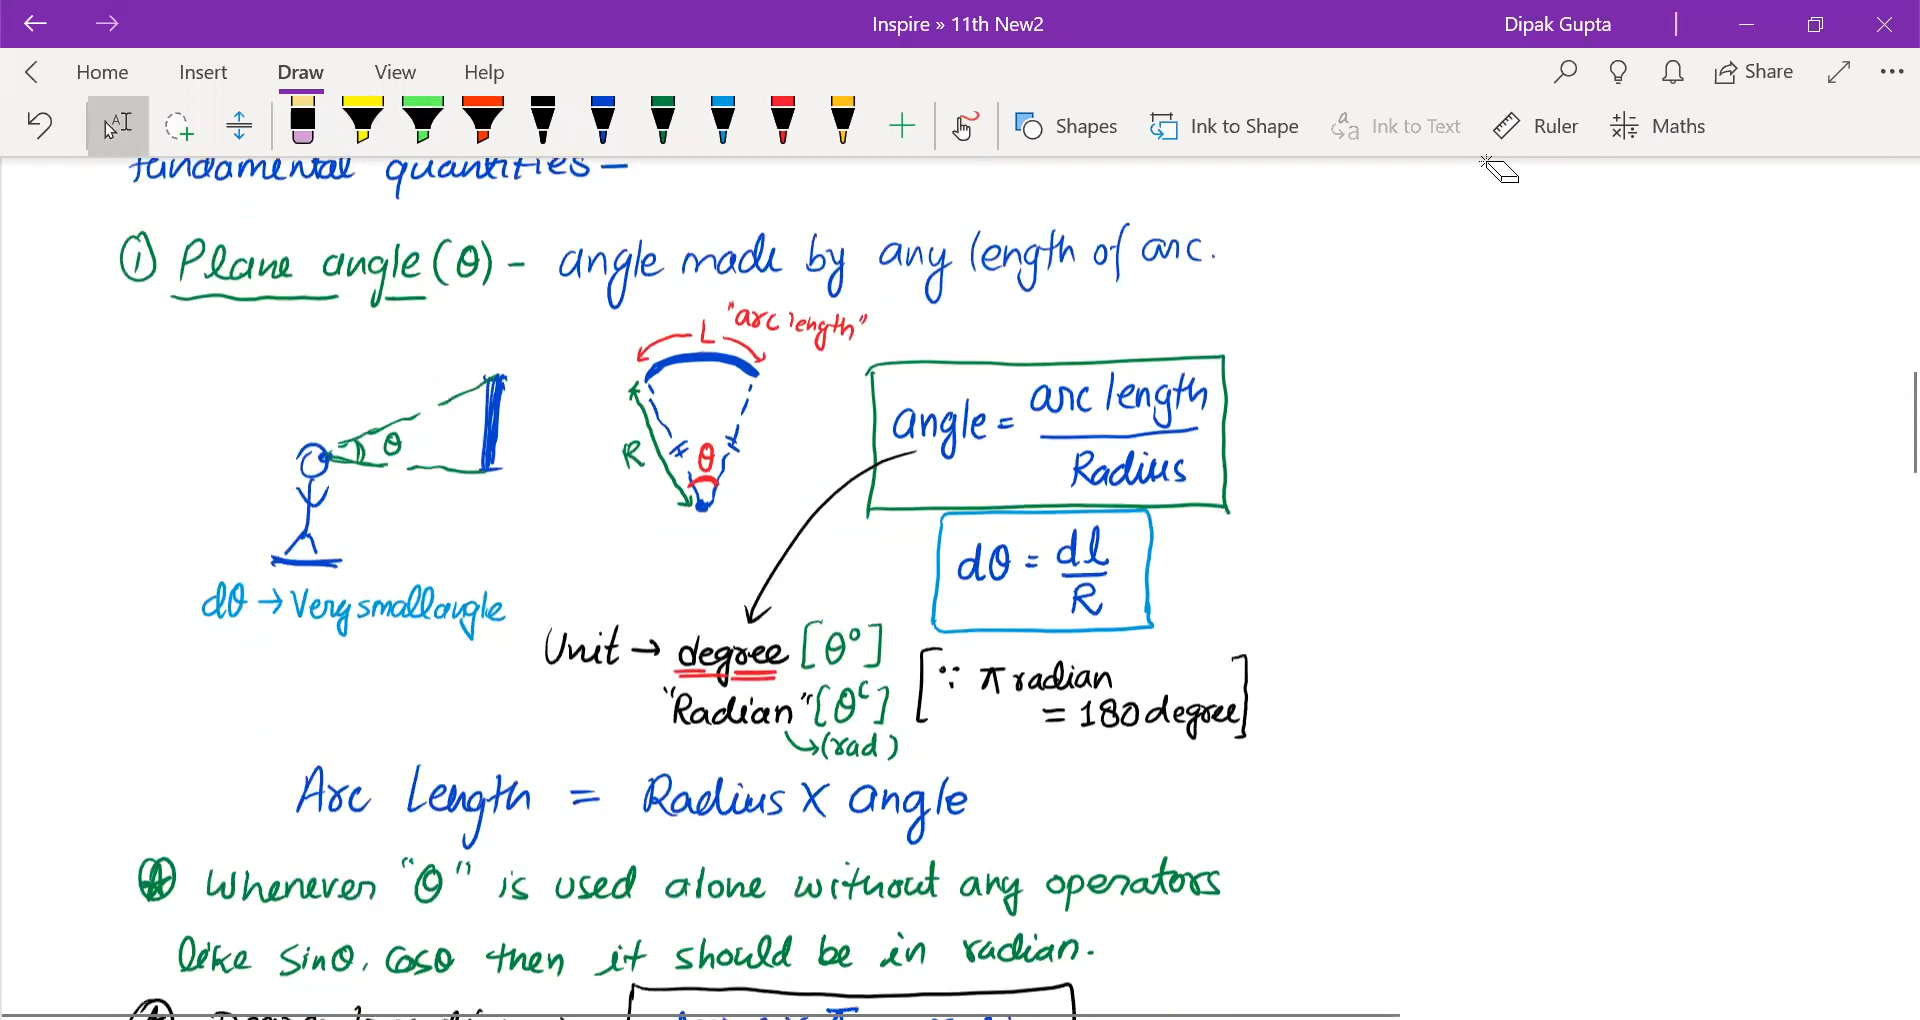 Inspire » 11th New2
Dipak Gupta
Home Insert Draw View Help
Share
Shapes Ink to Shape Ink to Text Ruler Maths
fundamental quantities –
① Plane angle (θ) – angle made by any length of arc.
L "arc length"
angle = arc length / Radius
θ
R
θ
dθ = dl / R
dθ → Very small angle
Unit → degree [θ°]
"Radian" [θᶜ]
↳ (rad)
[∵ π radian
= 180 degree]
Arc Length = Radius X angle
Whenever "θ" is used alone without any operators
like Sinθ, Cosθ then it should be in radian.